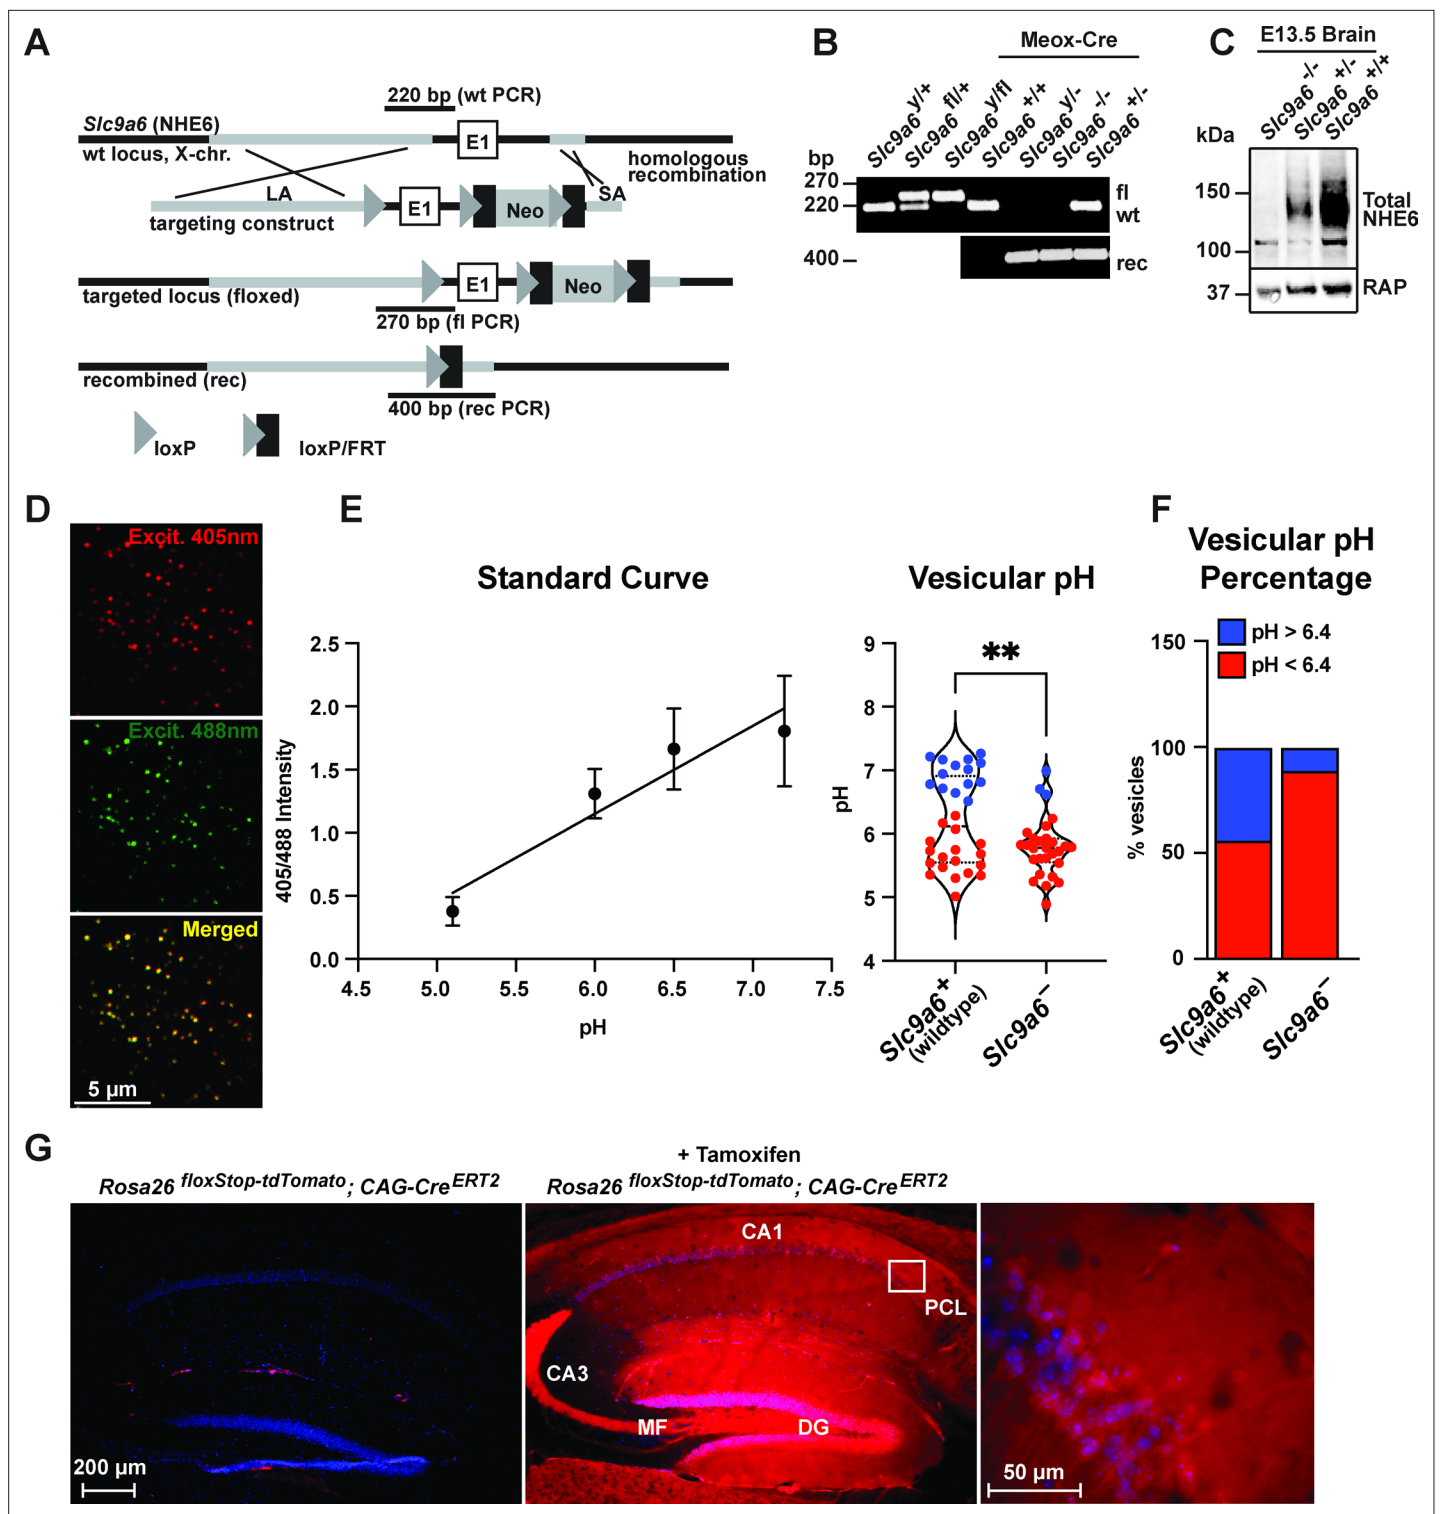 A
220 bp (wt PCR)
Slc9a6 (NHE6)
E1
wt locus, X-chr.
homologous
recombination
LA
SA
E1
Neo
targeting construct
E1
Neo
targeted locus (floxed)
270 bp (fl PCR)
recombined (rec)
400 bp (rec PCR)
loxP
loxP/FRT
B
Meox-Cre
Slc9a6 y/+
Slc9a6 fl/+
Slc9a6 y/fl
Slc9a6 +/+
Slc9a6 y/-
Slc9a6 -/-
Slc9a6 +/-
bp
270
220
400
fl
wt
rec
C
E13.5 Brain
Slc9a6 -/-
Slc9a6 +/-
Slc9a6 +/+
kDa
150
100
37
Total
NHE6
RAP
D
Excit. 405nm
Excit. 488nm
Merged
5 µm
E
Standard Curve
405/488 Intensity
2.5
2.0
1.5
1.0
0.5
0.0
4.5 5.0 5.5 6.0 6.5 7.0 7.5
pH
Vesicular pH
**
pH
9
8
7
6
5
4
Slc9a6+
(wildtype)
Slc9a6−
F
Vesicular pH
Percentage
pH > 6.4
pH < 6.4
% vesicles
150
100
50
0
Slc9a6+
(wildtype)
Slc9a6−
G
+ Tamoxifen
Rosa26 floxStop-tdTomato; CAG-Cre ERT2
Rosa26 floxStop-tdTomato; CAG-Cre ERT2
200 µm
CA1
PCL
CA3
MF
DG
50 µm